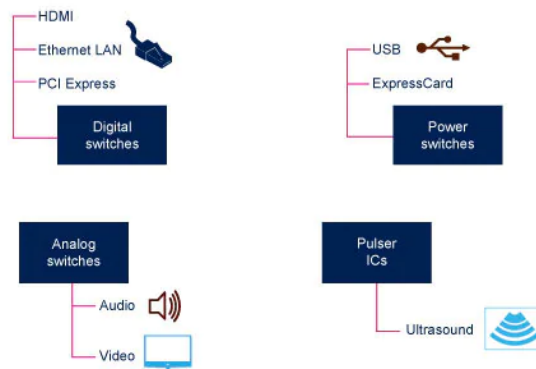 HDMI
Ethernet LAN
PCI Express
Digital
switches
USB
ExpressCard
Power
switches
Analog
switches
Audio
Video
Pulser
ICs
Ultrasound